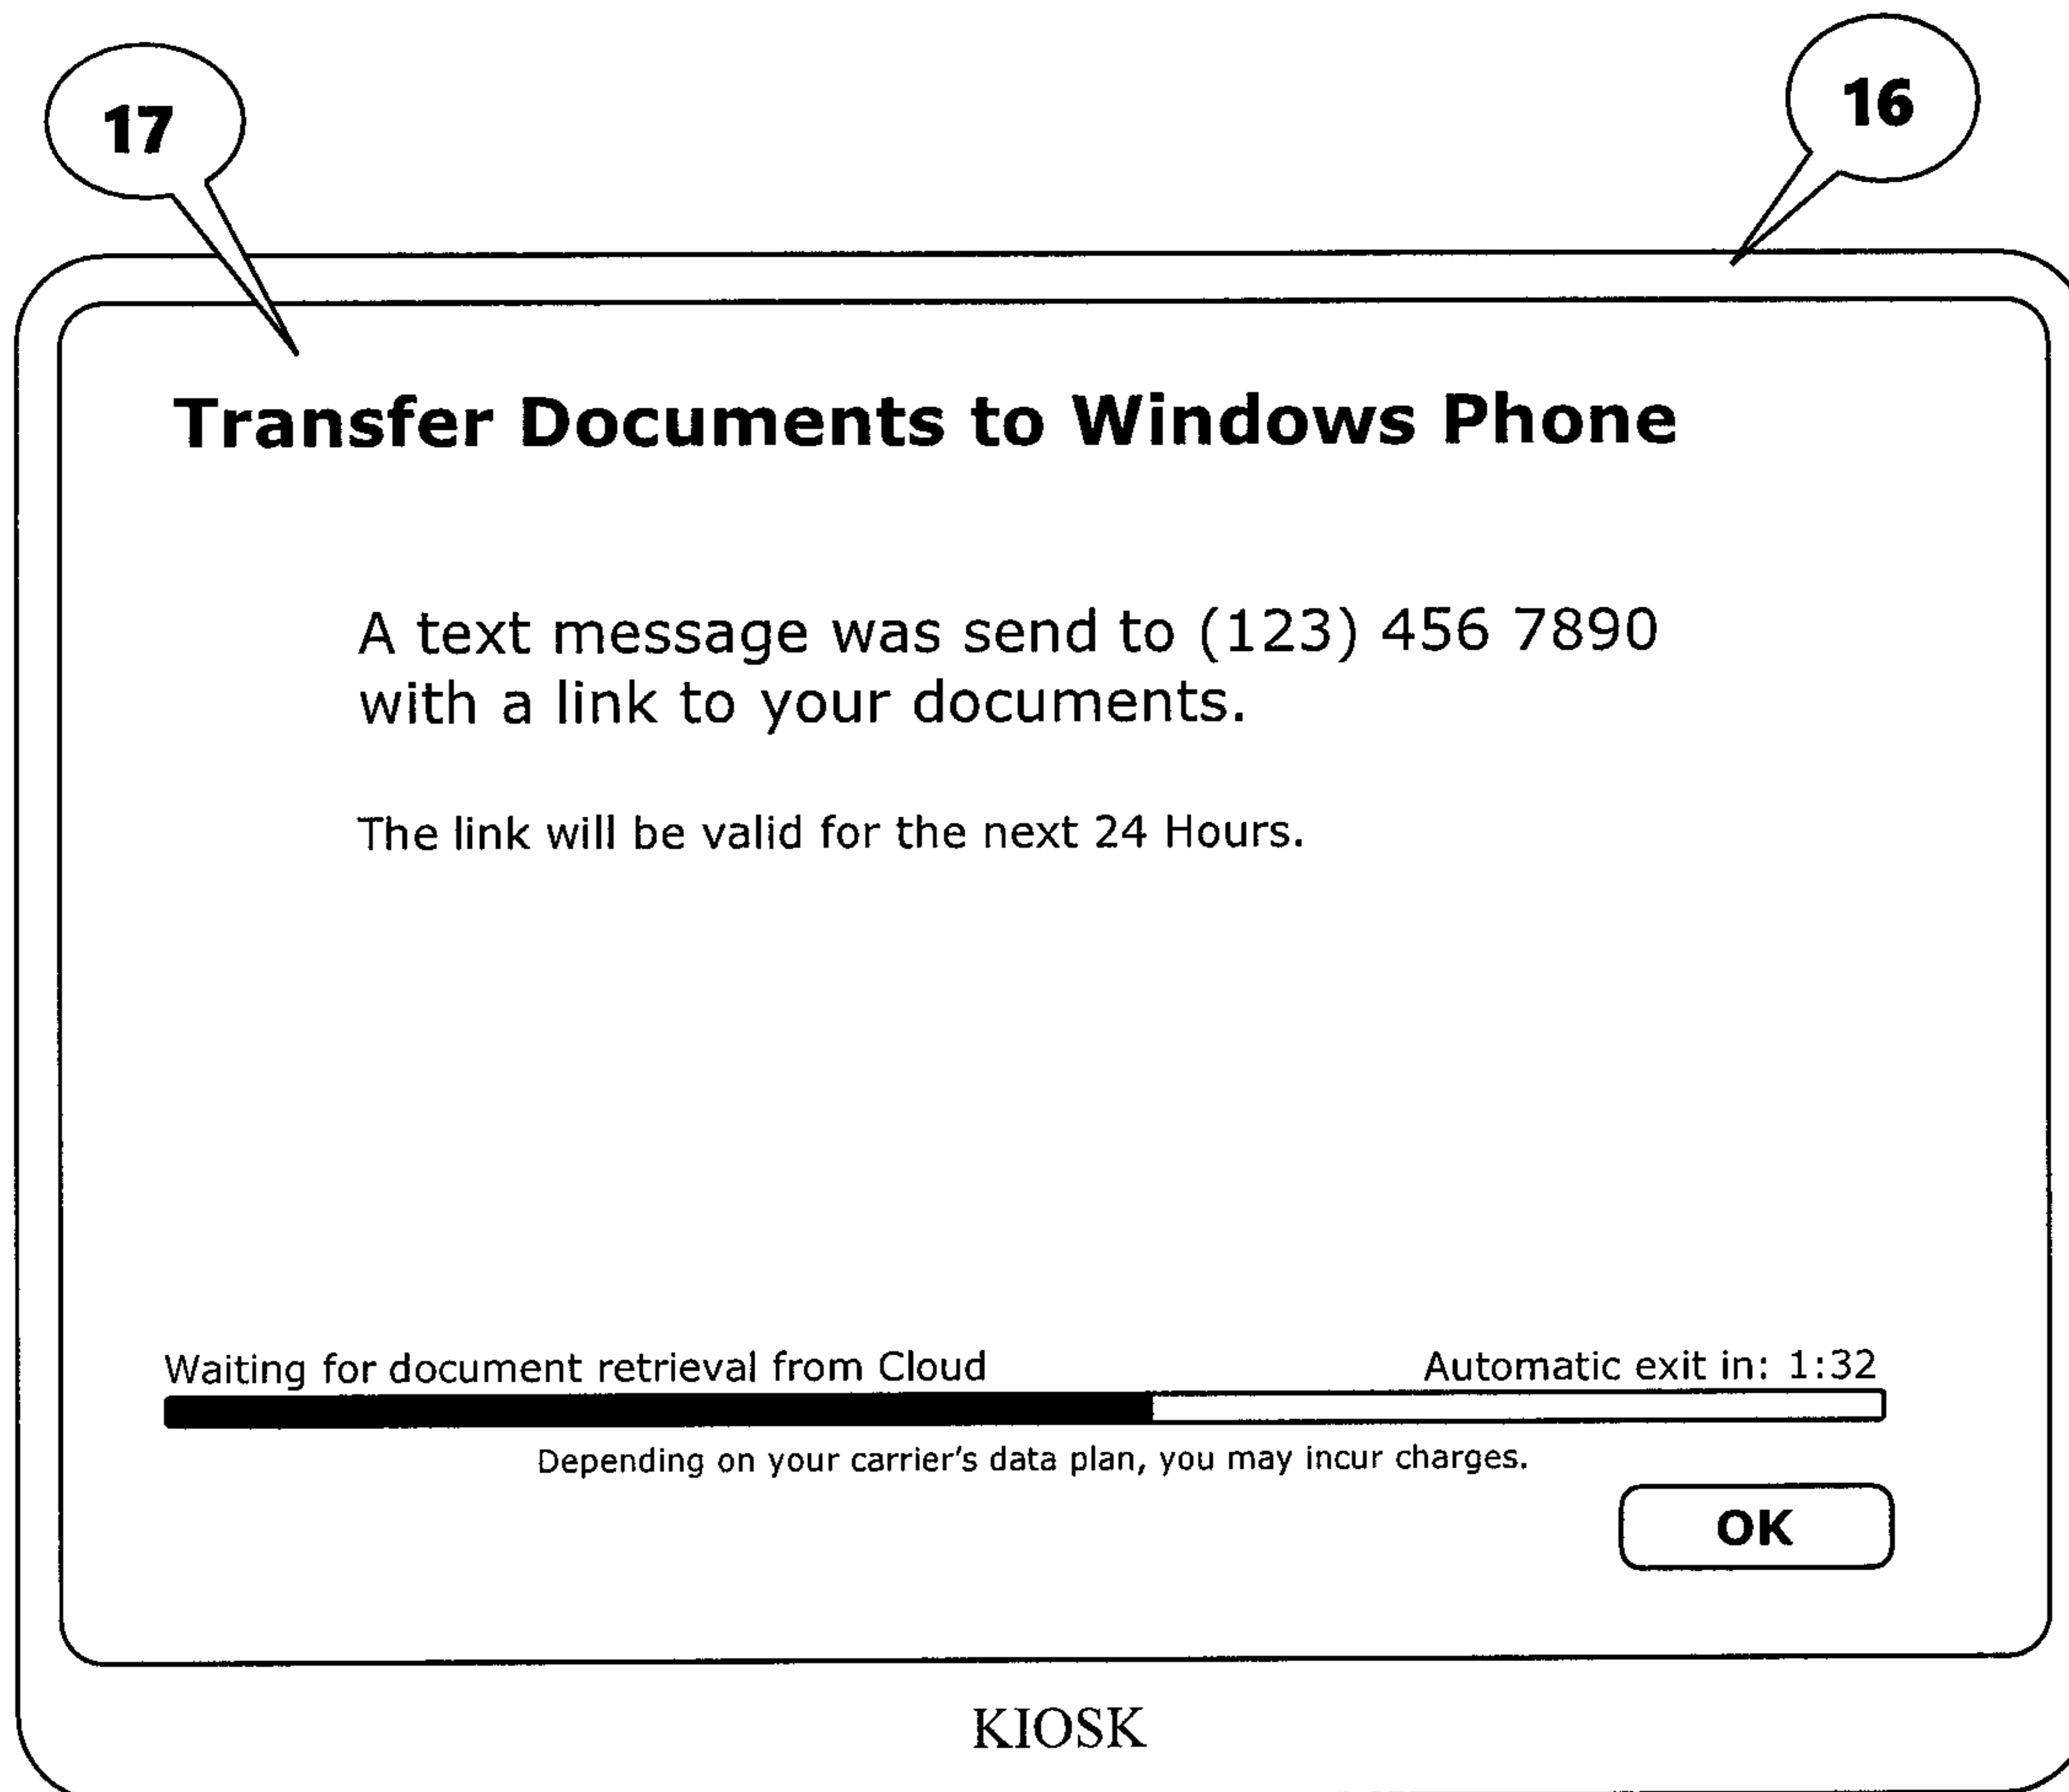 17
16
Transfer Documents to Windows Phone
A text message was send to (123) 456 7890
with a link to your documents.
The link will be valid for the next 24 Hours.
Waiting for document retrieval from Cloud
Automatic exit in: 1:32
Depending on your carrier's data plan, you may incur charges.
OK
KIOSK